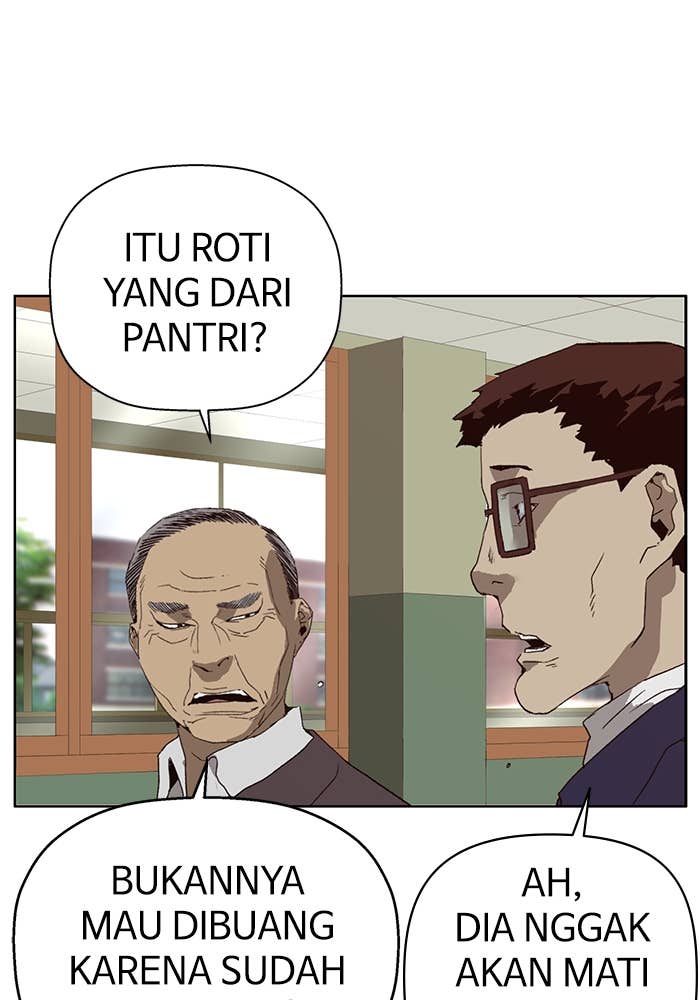 ITU ROTI
YANG DARI
PANTRI?
BUKANNYA
MAU DIBUANG
KARENA SUDAH
AH,
DIA NGGAK
AKAN MATI